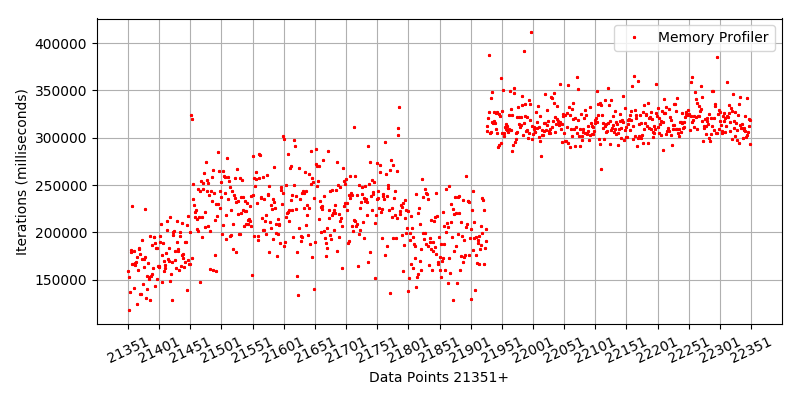 Memory Profiler
Iterations (milliseconds)
400000
350000
300000
250000
200000
150000
21351 21401 21451 21501 21551 21601 21651 21701 21751 21801 21851 21901 21951 22001 22051 22101 22151 22201 22251 22301 22351
Data Points 21351+